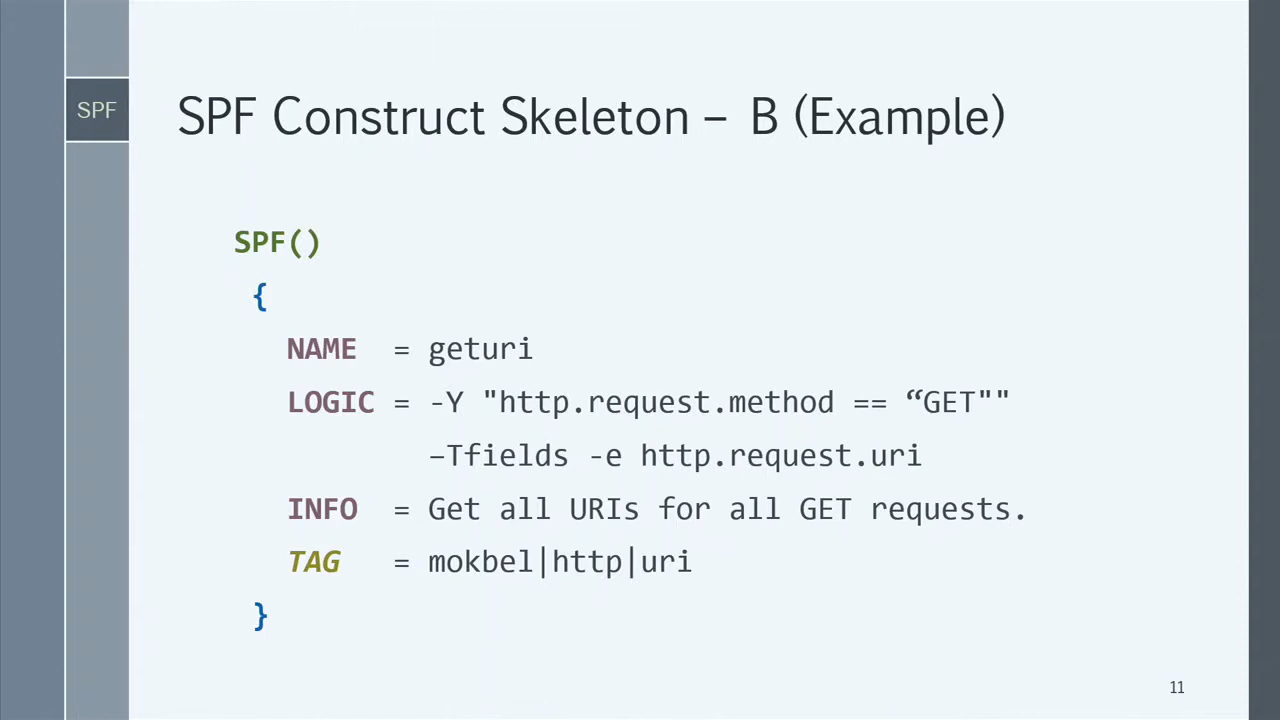 SPF
SPF Construct Skeleton – B (Example)
SPF()
{
NAME = geturi
LOGIC = -Y "http.request.method == “GET""
–Tfields -e http.request.uri
INFO = Get all URIs for all GET requests.
TAG = mokbel|http|uri
}
11